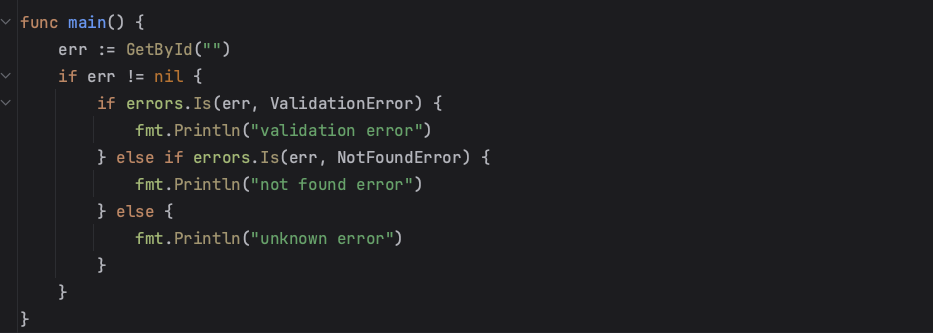 func main() {
    err := GetById("")
    if err != nil {
        if errors.Is(err, ValidationError) {
            fmt.Println("validation error")
        } else if errors.Is(err, NotFoundError) {
            fmt.Println("not found error")
        } else {
            fmt.Println("unknown error")
        }
    }
}